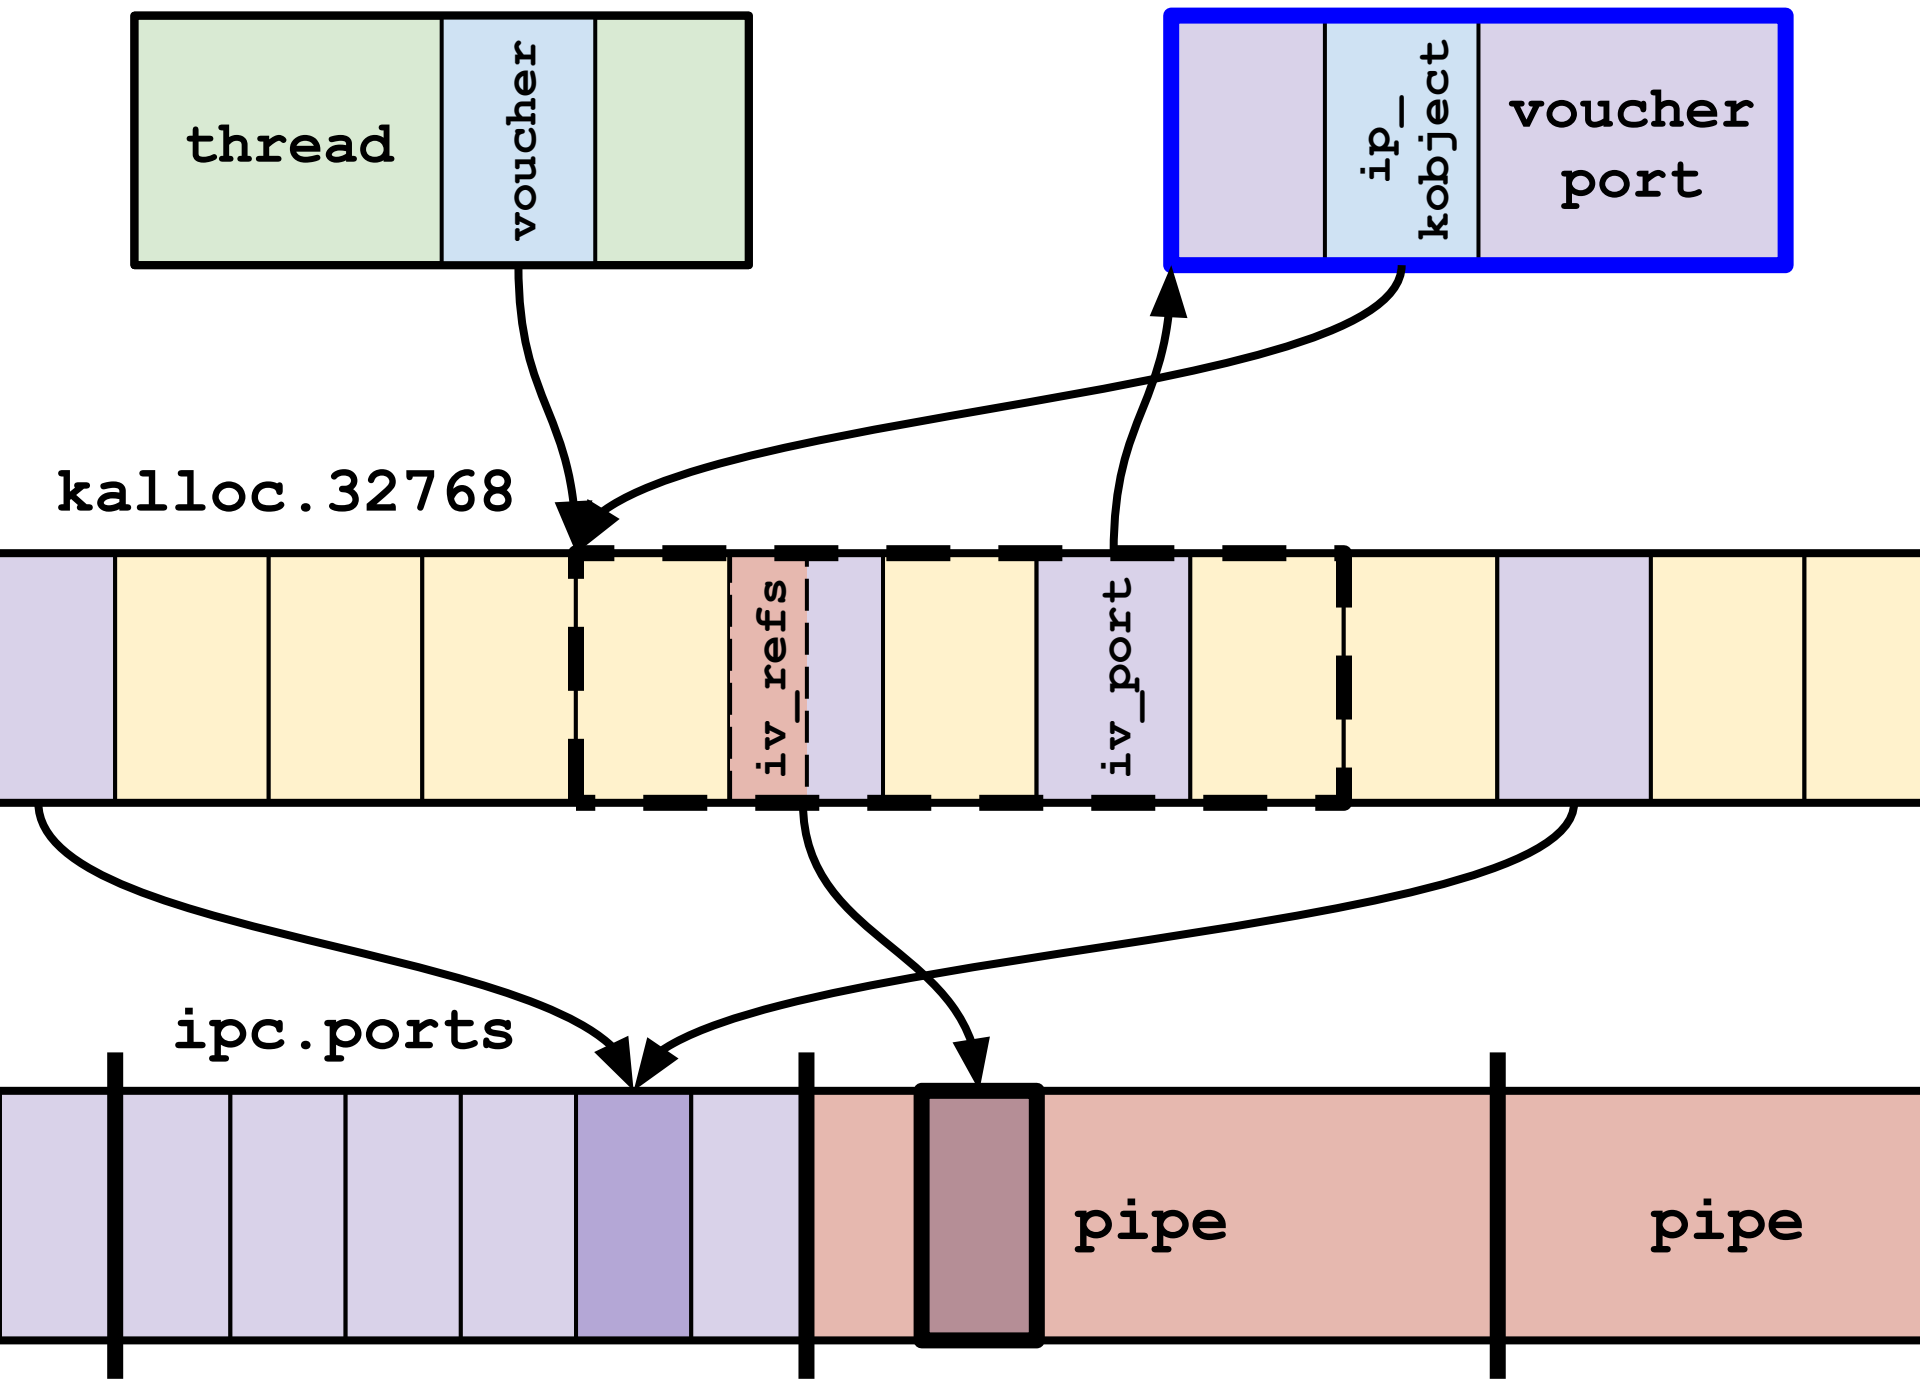 thread
voucher
ip_
kobject
voucher
port
kalloc.32768
iv_refs
iv_port
ipc.ports
pipe
pipe